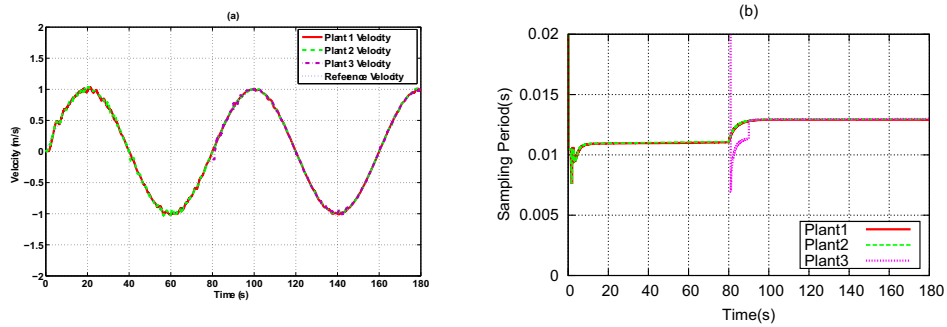 (a)
2
1.5
1
0.5
0
-0.5
-1
-1.5
-2
Velocity (m/s)
0 20 40 60 80 100 120 140 160 180
Time (s)
Plant 1 Velocity
Plant 2 Velocity
Plant 3 Velocity
Refeence Velocity
(b)
0.02
0.015
0.01
0.005
0
Sampling Period(s)
0 20 40 60 80 100 120 140 160 180
Time(s)
Plant1
Plant2
Plant3